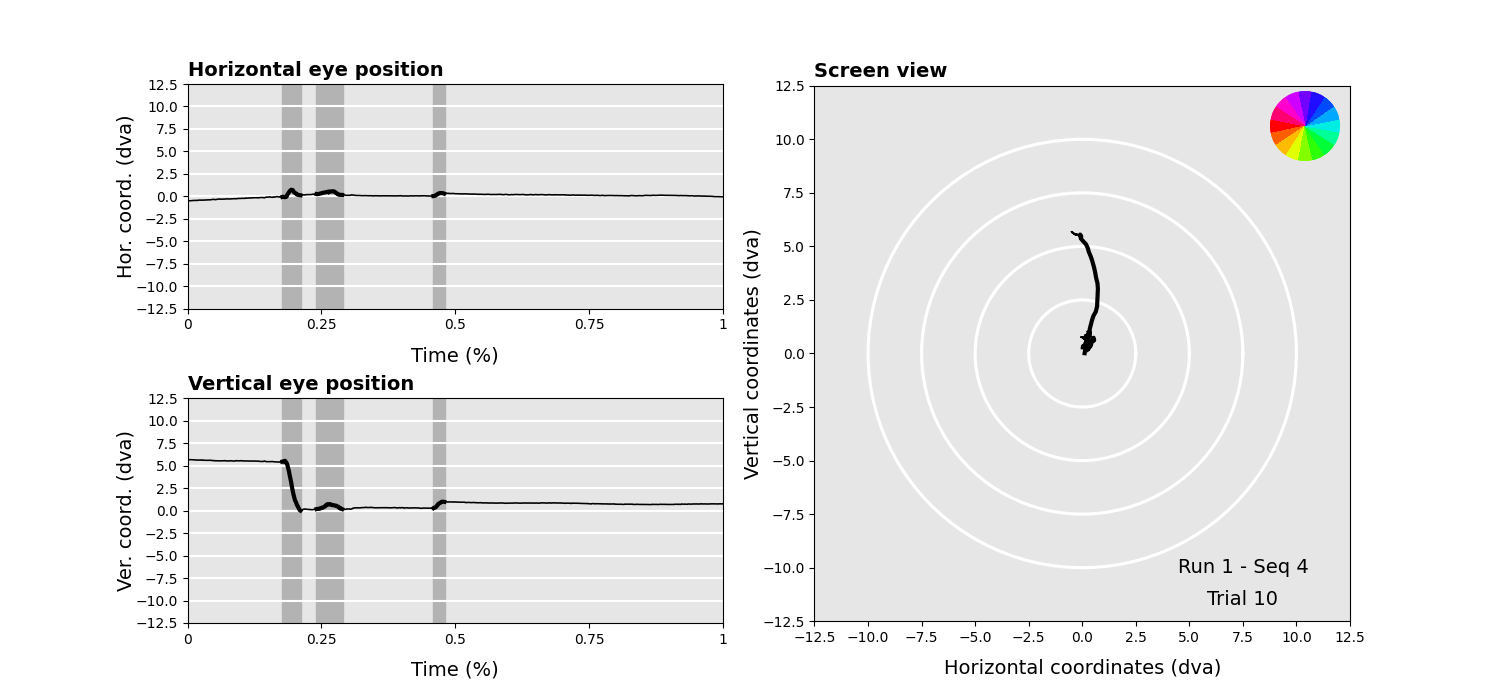 Horizontal eye position
Hor. coord. (dva)
12.5
10.0
7.5
5.0
2.5
0.0
−2.5
−5.0
−7.5
−10.0
−12.5
0 0.25 0.5 0.75 1
Time (%)
Vertical eye position
Ver. coord. (dva)
12.5
10.0
7.5
5.0
2.5
0.0
−2.5
−5.0
−7.5
−10.0
−12.5
0 0.25 0.5 0.75 1
Time (%)
Screen view
Vertical coordinates (dva)
12.5
10.0
7.5
5.0
2.5
0.0
−2.5
−5.0
−7.5
−10.0
−12.5
Run 1 - Seq 4
Trial 10
−12.5 −10.0 −7.5 −5.0 −2.5 0.0 2.5 5.0 7.5 10.0 12.5
Horizontal coordinates (dva)